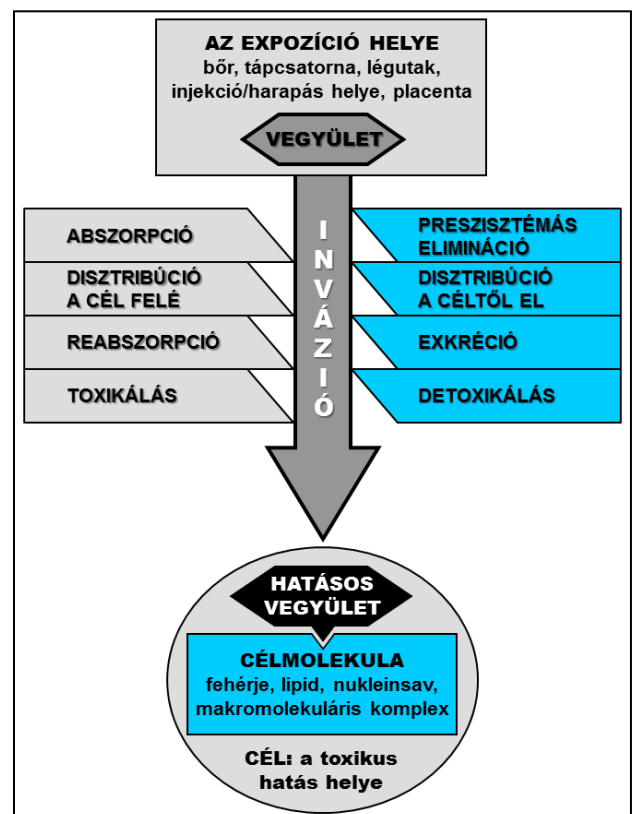 AZ EXPOZÍCIÓ HELYE
bőr, tápcsatorna, légutak,
injekció/harapás helye, placenta
VEGYÜLET
INVÁZIÓ
ABSZORPCIÓ
PRESZISZTÉMÁS
ELIMINÁCIÓ
DISZTRIBÚCIÓ
A CÉL FELÉ
DISZTRIBÚCIÓ
A CÉLTŐL EL
REABSZORPCIÓ
EXKRÉCIÓ
TOXIKÁLÁS
DETOXIKÁLÁS
HATÁSOS
VEGYÜLET
CÉLMOLEKULA
fehérje, lipid, nukleinsav,
makromolekuláris komplex
CÉL: a toxikus
hatás helye